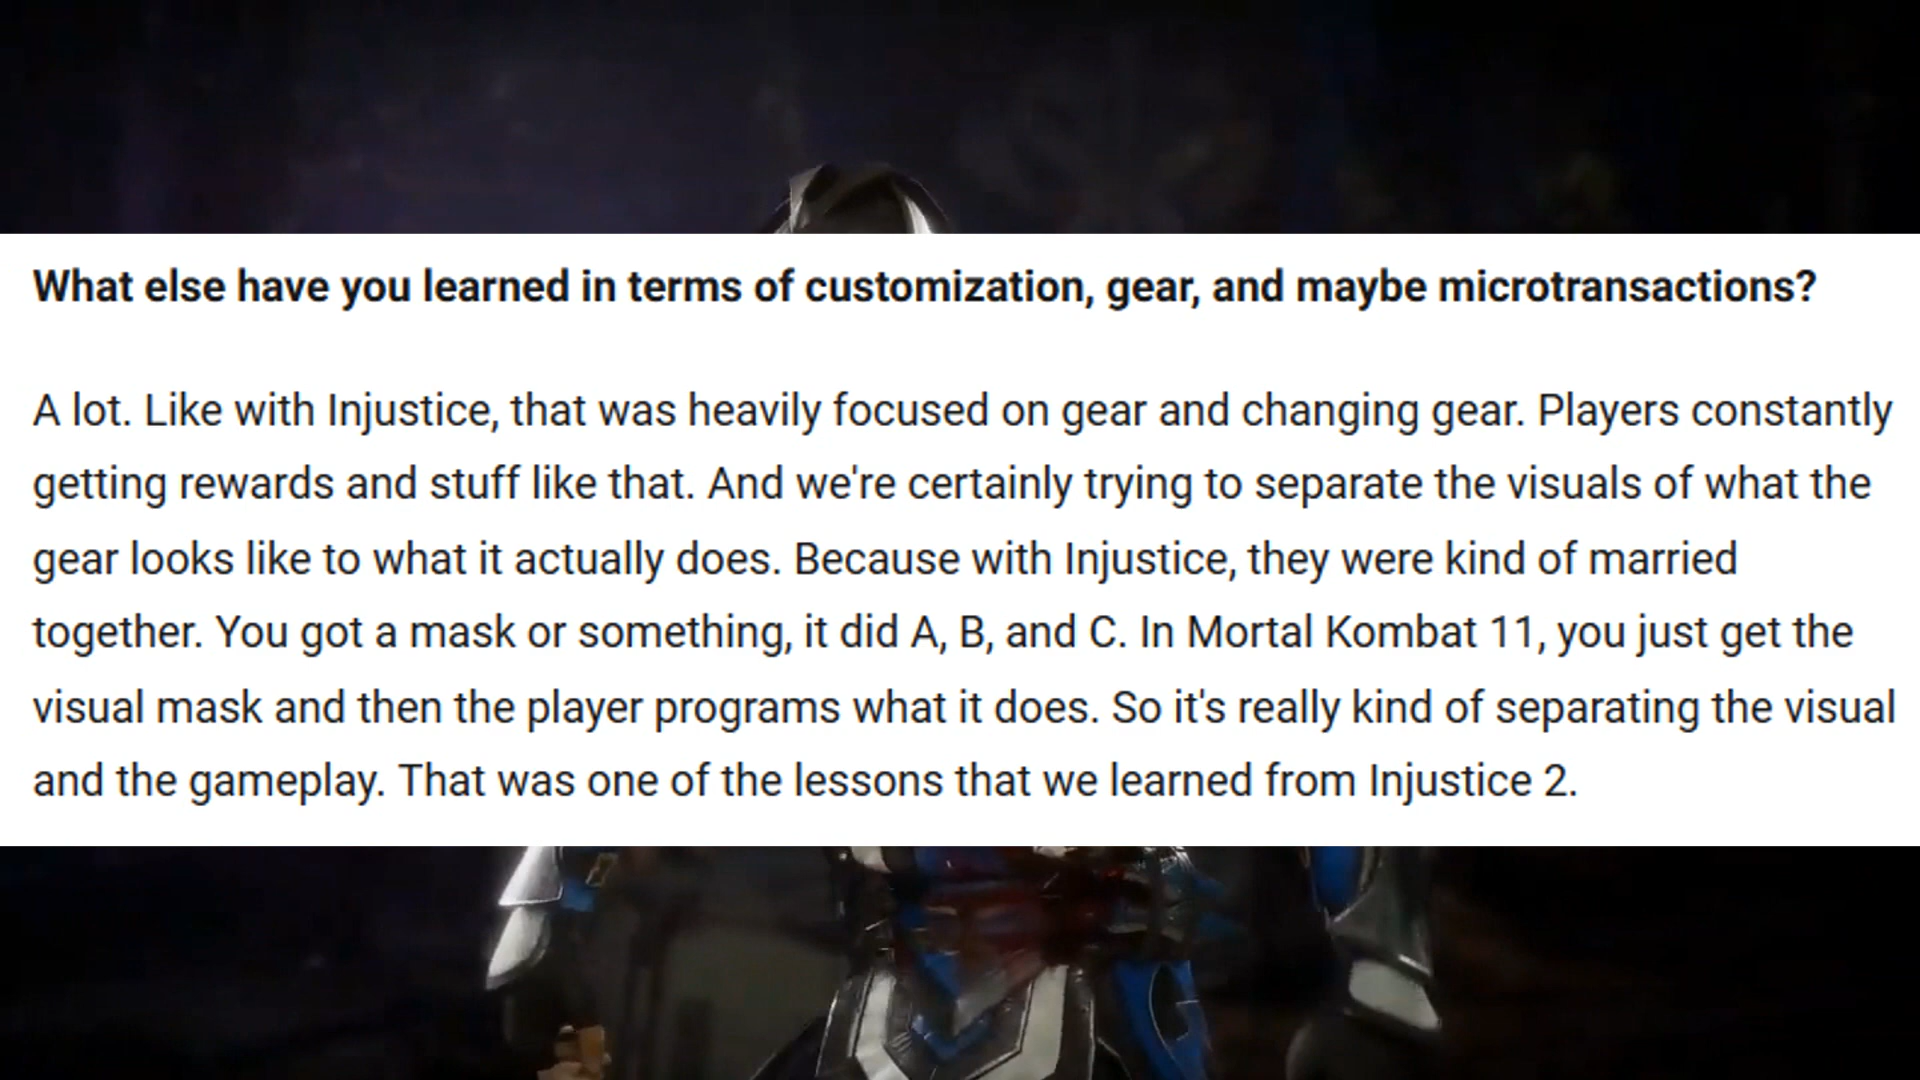 What else have you learned in terms of customization, gear, and maybe microtransactions?
A lot. Like with Injustice, that was heavily focused on gear and changing gear. Players constantly
getting rewards and stuff like that. And we're certainly trying to separate the visuals of what the
gear looks like to what it actually does. Because with Injustice, they were kind of married
together. You got a mask or something, it did A, B, and C. In Mortal Kombat 11, you just get the
visual mask and then the player programs what it does. So it's really kind of separating the visual
and the gameplay. That was one of the lessons that we learned from Injustice 2.